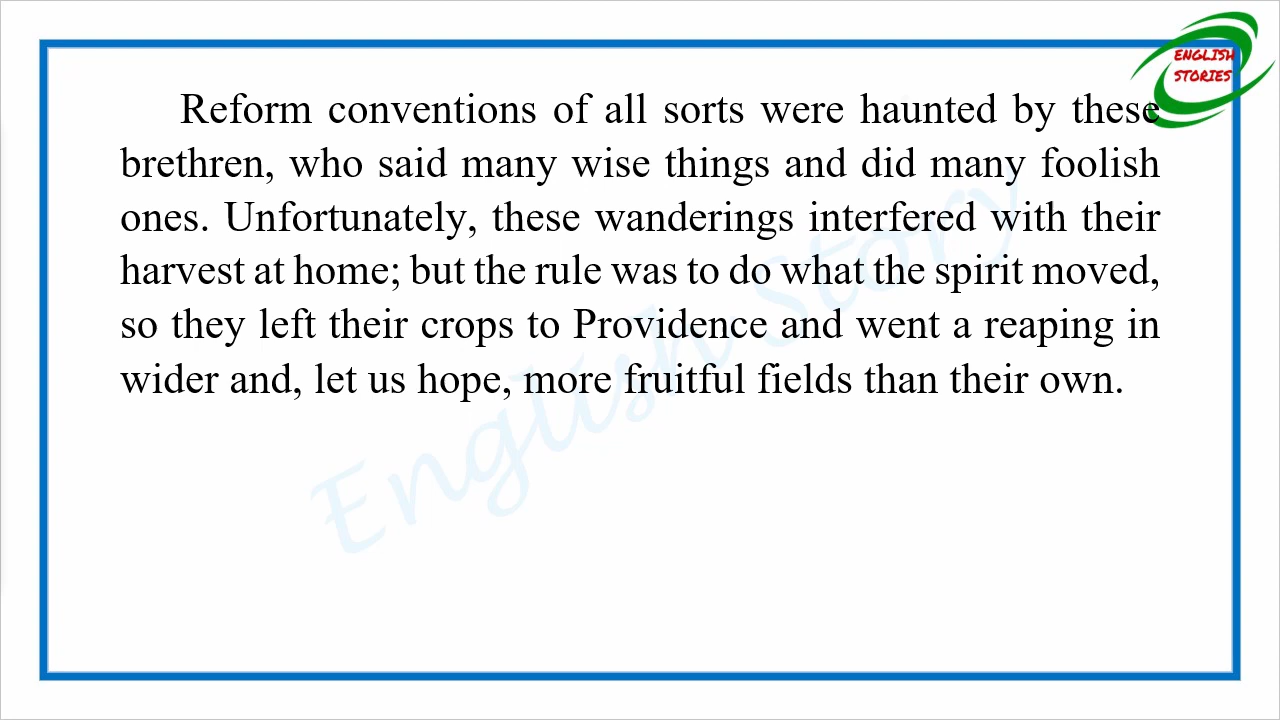 ENGLISH
STORIES
Reform conventions of all sorts were haunted by these
brethren, who said many wise things and did many foolish
ones. Unfortunately, these wanderings interfered with their
harvest at home; but the rule was to do what the spirit moved,
so they left their crops to Providence and went a reaping in
wider and, let us hope, more fruitful fields than their own.
English Story